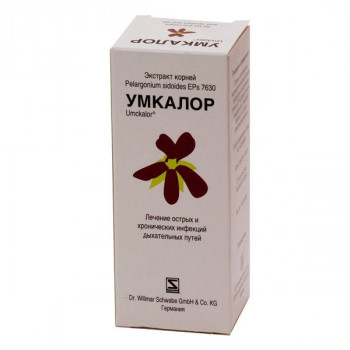 Экстракт корней
Pelargonium sidoides EPs 7630
УМКАЛОР
Umckalor®
Лечение острых и
хронических инфекций
дыхательных путей
Dr. Willmar Schwabe GmbH & Co. KG
Германия